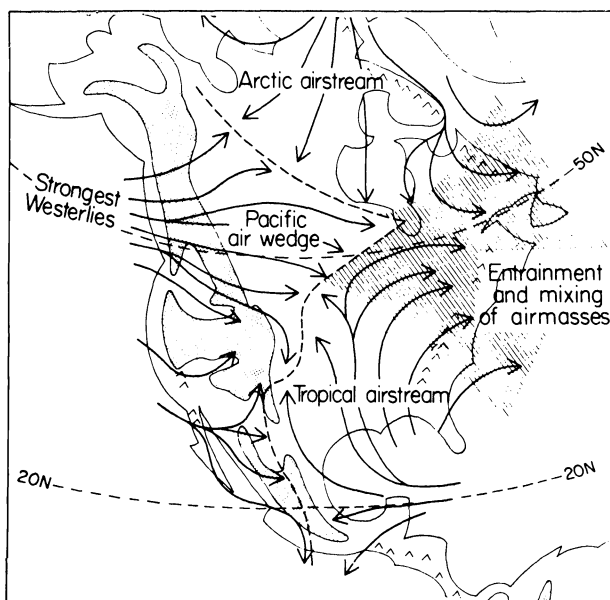 Arctic airstream
50N
Strongest
Westerlies
Pacific
air wedge
Entrainment
and mixing
of airmasses
Tropical airstream
20N
20N